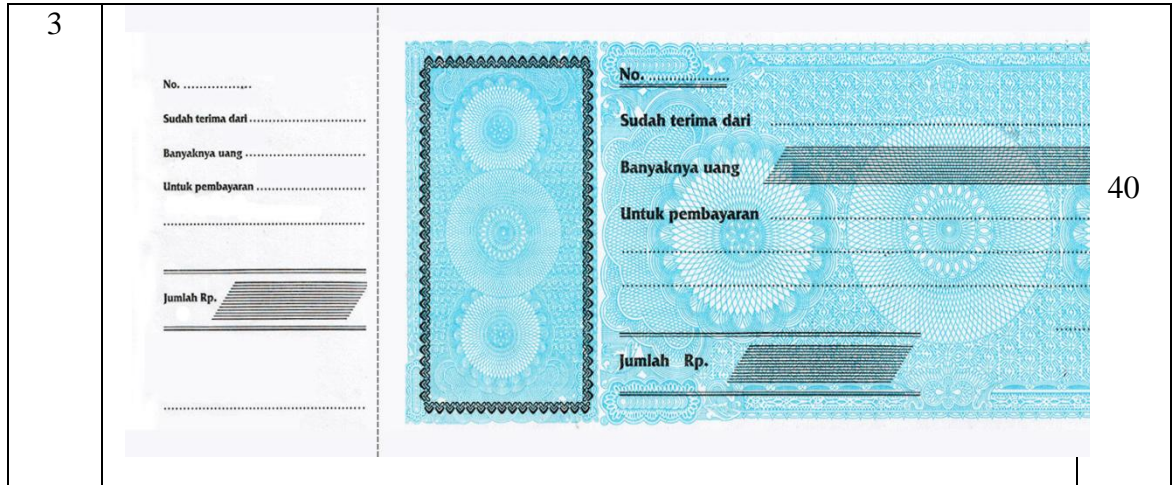 3
No. ................
Sudah terima dari ................................
Banyaknya uang .................................
Untuk pembayaran ..............................
........................................................
Jumlah Rp.
........................................................
No. ..................
Sudah terima dari ................................................................
Banyaknya uang
Untuk pembayaran ................................................................
................................................................................................
................................................................................................
.........
Jumlah Rp.
40